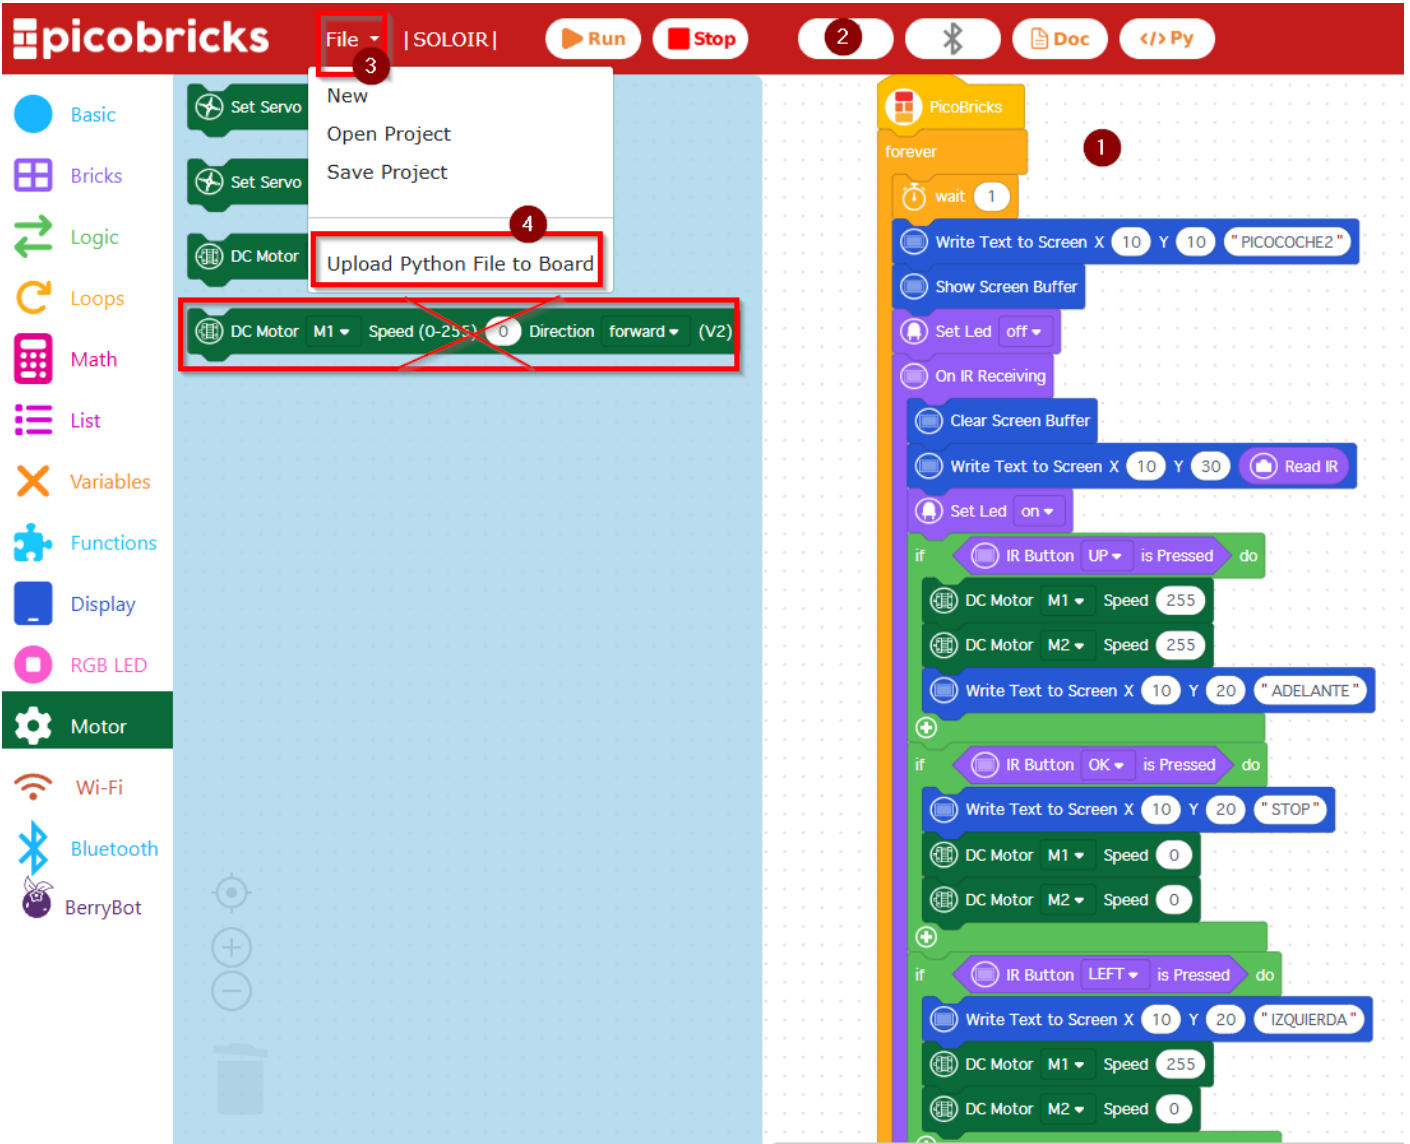 picobricks
File
|SOLOIR|
Run
Stop
2
Doc
</> Py
3
New
Open Project
Save Project
4
Upload Python File to Board
Basic
Bricks
Logic
Loops
Math
List
Variables
Functions
Display
RGB LED
Motor
Wi-Fi
Bluetooth
BerryBot
Set Servo
Set Servo
DC Motor
DC Motor M1 Speed (0-255) 0 Direction forward (V2)
PicoBricks
1
forever
wait 1
Write Text to Screen X 10 Y 10 "PICOCOCHE2"
Show Screen Buffer
Set Led off
On IR Receiving
Clear Screen Buffer
Write Text to Screen X 10 Y 30 Read IR
Set Led on
if IR Button UP is Pressed do
DC Motor M1 Speed 255
DC Motor M2 Speed 255
Write Text to Screen X 10 Y 20 "ADELANTE"
if IR Button OK is Pressed do
Write Text to Screen X 10 Y 20 "STOP"
DC Motor M1 Speed 0
DC Motor M2 Speed 0
if IR Button LEFT is Pressed do
Write Text to Screen X 10 Y 20 "IZQUIERDA"
DC Motor M1 Speed 255
DC Motor M2 Speed 0